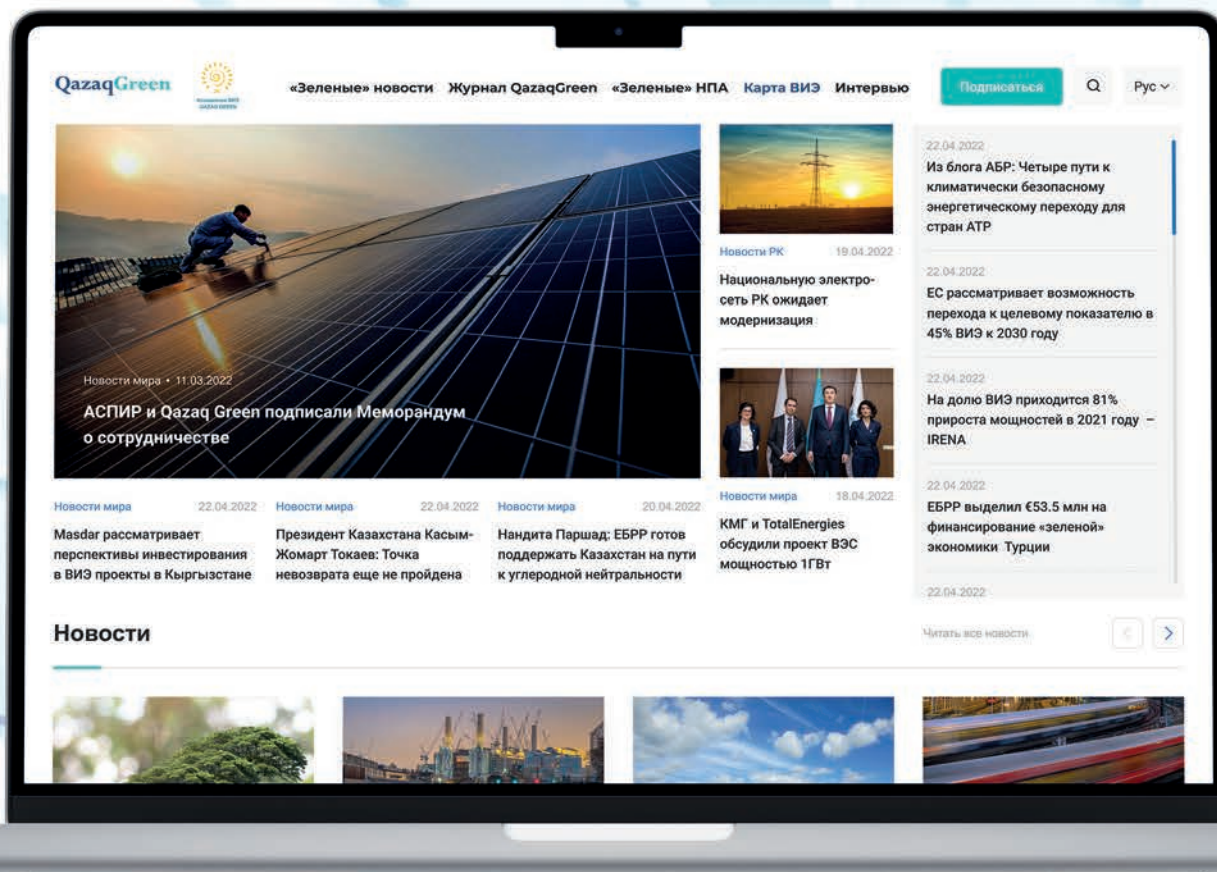 QazaqGreen
Ассоциация ВИЭ
QAZAQ GREEN
«Зеленые» новости Журнал QazaqGreen «Зеленые» НПА Карта ВИЭ Интервью
Подписаться
Рус
Новости мира • 11.03.2022
АСПИР и Qazaq Green подписали Меморандум
о сотрудничестве
Новости мира 22.04.2022
Masdar рассматривает
перспективы инвестирования
в ВИЭ проекты в Кыргызстане
Новости мира 22.04.2022
Президент Казахстана Касым-
Жомарт Токаев: Точка
невозврата еще не пройдена
Новости мира 20.04.2022
Нандита Паршад: ЕБРР готов
поддержать Казахстан на пути
к углеродной нейтральности
Новости РК 19.04.2022
Национальную электро-
сеть РК ожидает
модернизация
Новости мира 18.04.2022
КМГ и TotalEnergies
обсудили проект ВЭС
мощностью 1ГВт
22.04.2022
Из блога АБР: Четыре пути к
климатически безопасному
энергетическому переходу для
стран АТР
22.04.2022
ЕС рассматривает возможность
перехода к целевому показателю в
45% ВИЭ к 2030 году
22.04.2022
На долю ВИЭ приходится 81%
прироста мощностей в 2021 году –
IRENA
22.04.2022
ЕБРР выделил €53.5 млн на
финансирование «зеленой»
экономики Турции
22.04.2022
Новости
Читать все новости